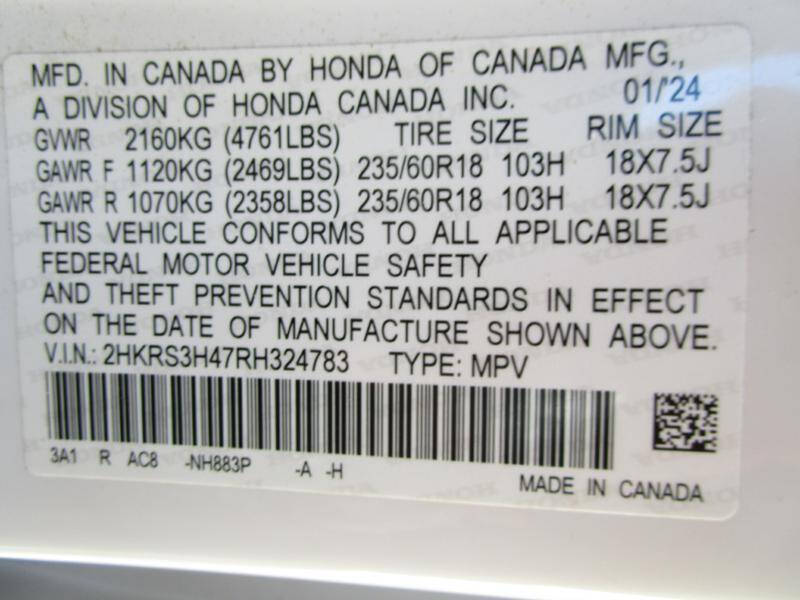 MFD. IN CANADA BY HONDA OF CANADA MFG.,
A DIVISION OF HONDA CANADA INC. 01/'24
GVWR 2160KG (4761LBS) TIRE SIZE RIM SIZE
GAWR F 1120KG (2469LBS) 235/60R18 103H 18X7.5J
GAWR R 1070KG (2358LBS) 235/60R18 103H 18X7.5J
THIS VEHICLE CONFORMS TO ALL APPLICABLE
FEDERAL MOTOR VEHICLE SAFETY
AND THEFT PREVENTION STANDARDS IN EFFECT
ON THE DATE OF MANUFACTURE SHOWN ABOVE.
V.I.N.: 2HKRS3H47RH324783 TYPE: MPV
3A1 R AC8 -NH883P -A -H
MADE IN CANADA